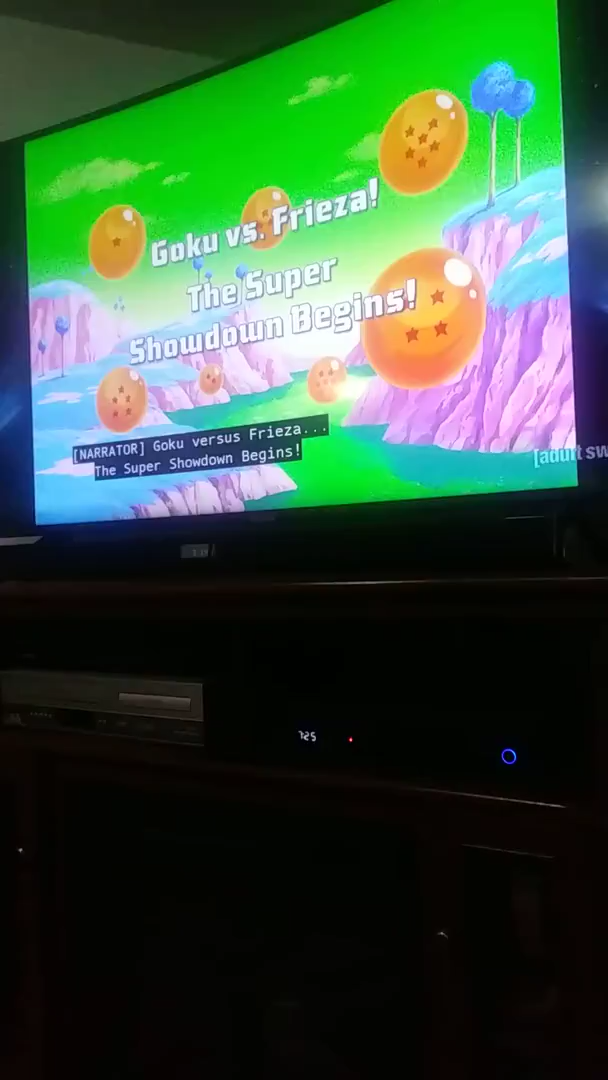 Goku vs. Frieza!
The Super
Showdown Begins!
[NARRATOR] Goku versus Frieza...
The Super Showdown Begins!
[adult sw
725